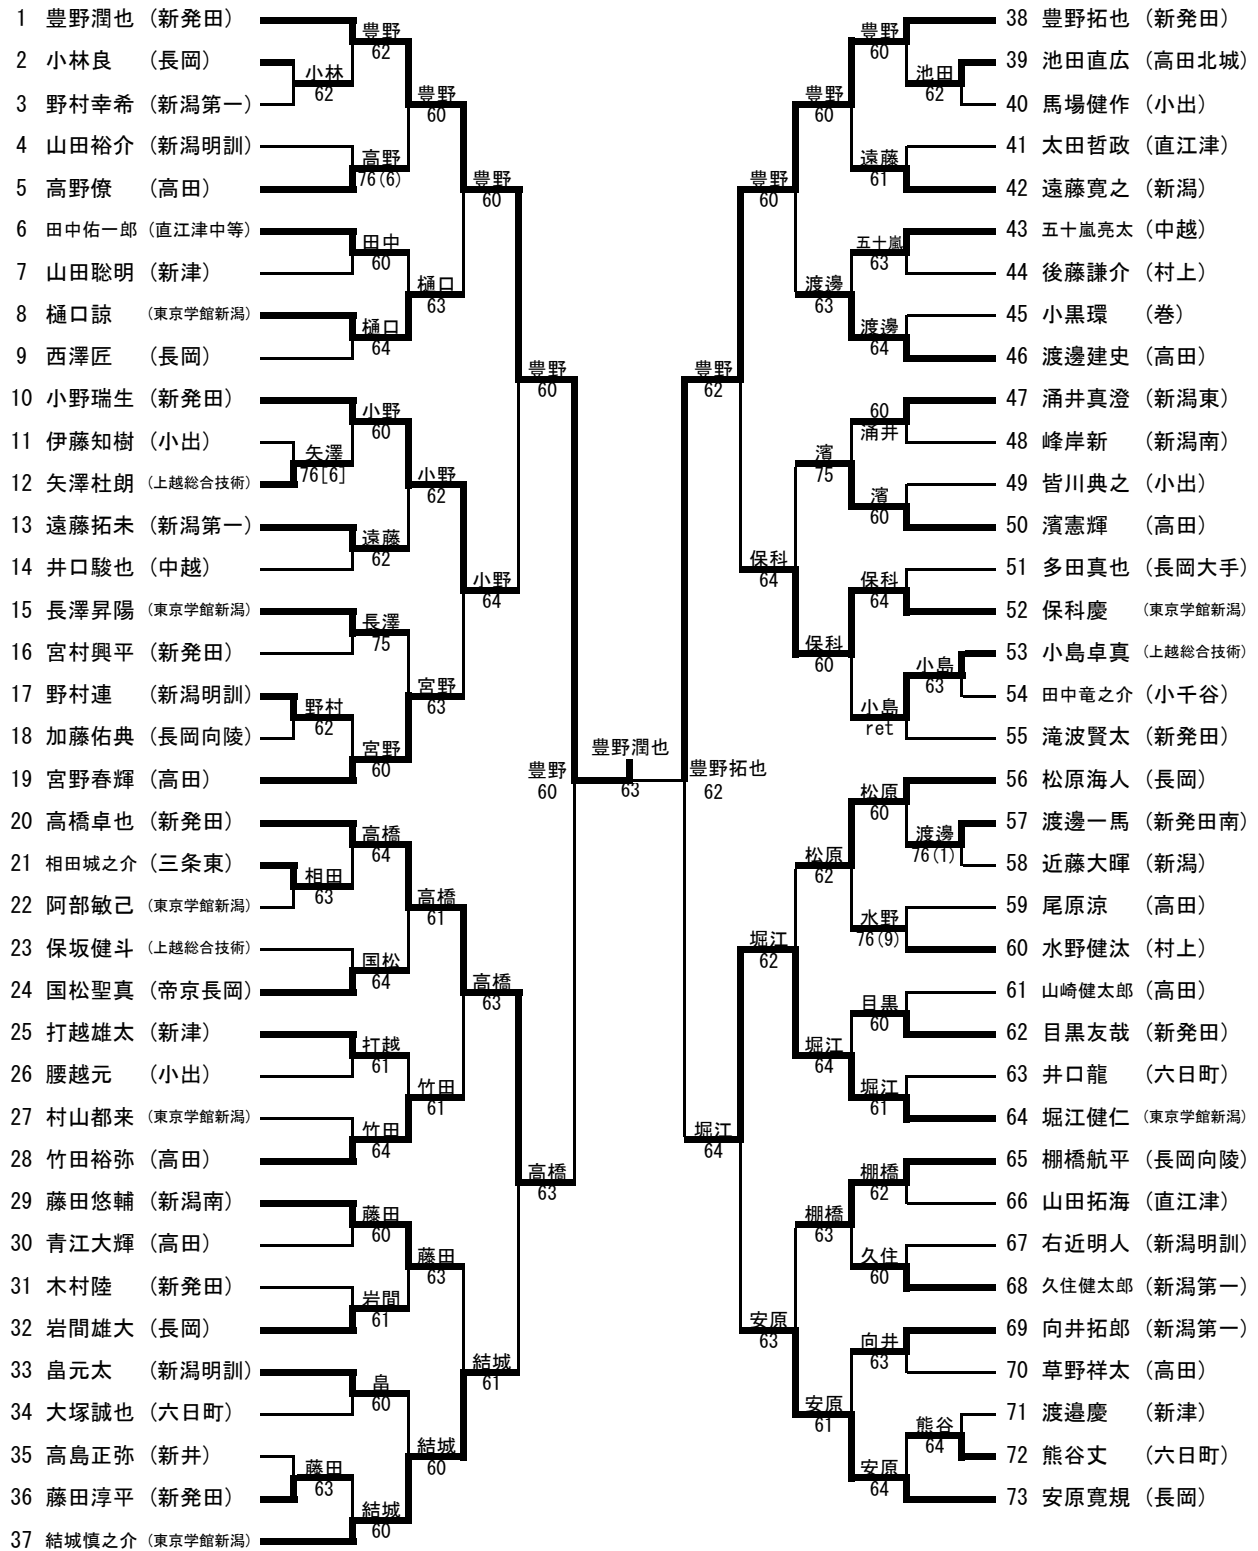 1 豊野潤也 (新発田)
2 小林良 (長岡)
3 野村幸希 (新潟第一)
4 山田裕介 (新潟明訓)
5 高野僚 (高田)
6 田中佑一郎 (直江津中等)
7 山田聡明 (新津)
8 樋口諒 (東京学館新潟)
9 西澤匠 (長岡)
10 小野瑞生 (新発田)
11 伊藤知樹 (小出)
12 矢澤杜朗 (上越総合技術)
13 遠藤拓未 (新潟第一)
14 井口駿也 (中越)
15 長澤昇陽 (東京学館新潟)
16 宮村興平 (新発田)
17 野村連 (新潟明訓)
18 加藤佑典 (長岡向陵)
19 宮野春輝 (高田)
20 高橋卓也 (新発田)
21 相田城之介 (三条東)
22 阿部敏己 (東京学館新潟)
23 保坂健斗 (上越総合技術)
24 国松聖真 (帝京長岡)
25 打越雄太 (新津)
26 腰越元 (小出)
27 村山都来 (東京学館新潟)
28 竹田裕弥 (高田)
29 藤田悠輔 (新潟南)
30 青江大輝 (高田)
31 木村陸 (新発田)
32 岩間雄大 (長岡)
33 畠元太 (新潟明訓)
34 大塚誠也 (六日町)
35 高島正弥 (新井)
36 藤田淳平 (新発田)
37 結城慎之介 (東京学館新潟)
小林
62
矢澤
76[6]
野村
62
相田
63
藤田
63
豊野
62
高野
76(6)
田中
60
樋口
64
小野
60
遠藤
62
長澤
75
宮野
60
高橋
64
国松
64
打越
61
竹田
64
藤田
60
岩間
61
畠
60
結城
60
豊野
60
樋口
63
小野
62
宮野
63
高橋
61
竹田
61
藤田
63
結城
60
豊野
60
小野
64
高橋
63
結城
61
豊野
60
高橋
63
豊野
60
豊野潤也
63
豊野拓也
62
豊野
62
堀江
64
豊野
60
保科
64
堀江
62
安原
63
豊野
60
渡邊
63
濱
75
保科
60
松原
62
堀江
64
棚橋
63
安原
61
豊野
60
遠藤
61
五十嵐
63
渡邊
64
60
涌井
濱
60
保科
64
小島
ret
松原
60
水野
76(9)
目黒
60
堀江
61
棚橋
62
久住
60
向井
63
安原
64
池田
62
小島
63
渡邊
76(1)
熊谷
64
38 豊野拓也 (新発田)
39 池田直広 (高田北城)
40 馬場健作 (小出)
41 太田哲政 (直江津)
42 遠藤寛之 (新潟)
43 五十嵐亮太 (中越)
44 後藤謙介 (村上)
45 小黒環 (巻)
46 渡邊建史 (高田)
47 涌井真澄 (新潟東)
48 峰岸新 (新潟南)
49 皆川典之 (小出)
50 濱憲輝 (高田)
51 多田真也 (長岡大手)
52 保科慶 (東京学館新潟)
53 小島卓真 (上越総合技術)
54 田中竜之介 (小千谷)
55 滝波賢太 (新発田)
56 松原海人 (長岡)
57 渡邊一馬 (新発田南)
58 近藤大暉 (新潟)
59 尾原涼 (高田)
60 水野健汰 (村上)
61 山崎健太郎 (高田)
62 目黒友哉 (新発田)
63 井口龍 (六日町)
64 堀江健仁 (東京学館新潟)
65 棚橋航平 (長岡向陵)
66 山田拓海 (直江津)
67 右近明人 (新潟明訓)
68 久住健太郎 (新潟第一)
69 向井拓郎 (新潟第一)
70 草野祥太 (高田)
71 渡邉慶 (新津)
72 熊谷丈 (六日町)
73 安原寛規 (長岡)